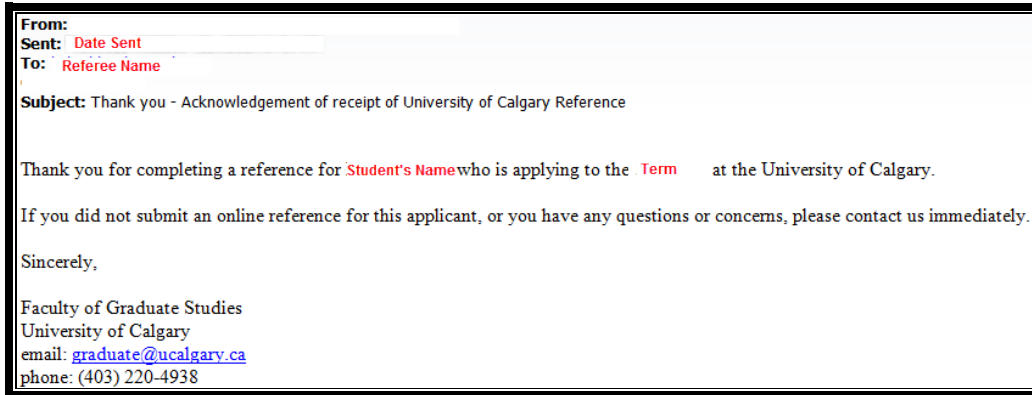 From:
Sent: Date Sent
To: Referee Name
Subject: Thank you - Acknowledgement of receipt of University of Calgary Reference
Thank you for completing a reference for Student's Name who is applying to the Term at the University of Calgary.
If you did not submit an online reference for this applicant, or you have any questions or concerns, please contact us immediately.
Sincerely,
Faculty of Graduate Studies
University of Calgary
email: graduate@ucalgary.ca
phone: (403) 220-4938